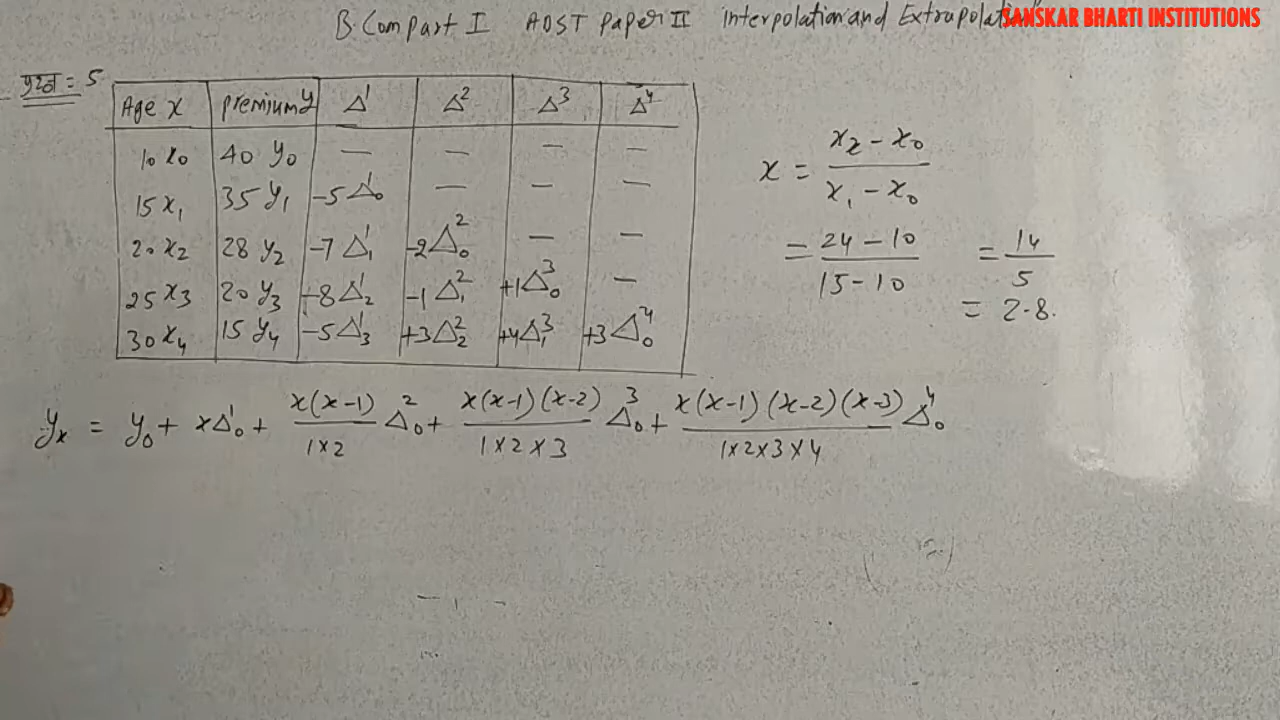 B.Com part I AOST paper II Interpolation and Extrapolation"
SANSKAR BHARTI INSTITUTIONS
प्रश्न = 5
Age x | premium y | Δ¹ | Δ² | Δ³ | Δ⁴
10 x₀ | 40 y₀ | — | — | — | —
15 x₁ | 35 y₁ | -5 Δ¹₀ | — | — | —
20 x₂ | 28 y₂ | -7 Δ¹₁ | -2 Δ²₀ | — | —
25 x₃ | 20 y₃ | +8 Δ¹₂ | -1 Δ²₁ | +1 Δ³₀ | —
30 x₄ | 15 y₄ | -5 Δ¹₃ | +3 Δ²₂ | +4 Δ³₁ | +3 Δ⁴₀
x = (x₂ - x₀) / (x₁ - x₀)
= (24 - 10) / (15 - 10) = 14 / 5
= 2.8.
yₓ = y₀ + xΔ¹₀ + x(x-1) / 1×2 Δ²₀ + x(x-1)(x-2) / 1×2×3 Δ³₀ + x(x-1)(x-2)(x-3) / 1×2×3×4 Δ⁴₀